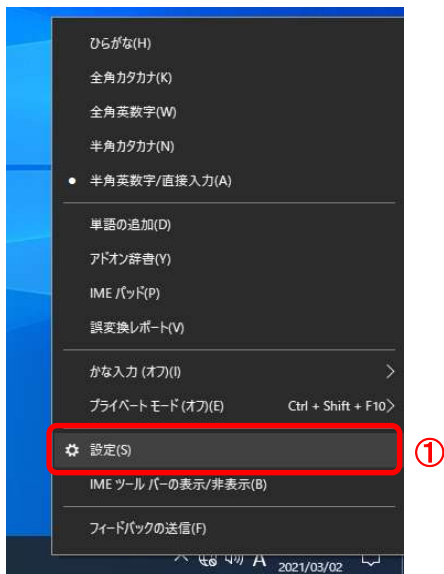 ひらがな(H)
全角カタカナ(K)
全角英数字(W)
半角カタカナ(N)
半角英数字/直接入力(A)
単語の追加(D)
アドオン辞書(Y)
IME パッド(P)
誤変換レポート(V)
かな入力 (オフ)(I)
プライベート モード (オフ)(E) Ctrl + Shift + F10
設定(S)
①
IME ツール バーの表示/非表示(B)
フィードバックの送信(F)
A
2021/03/02